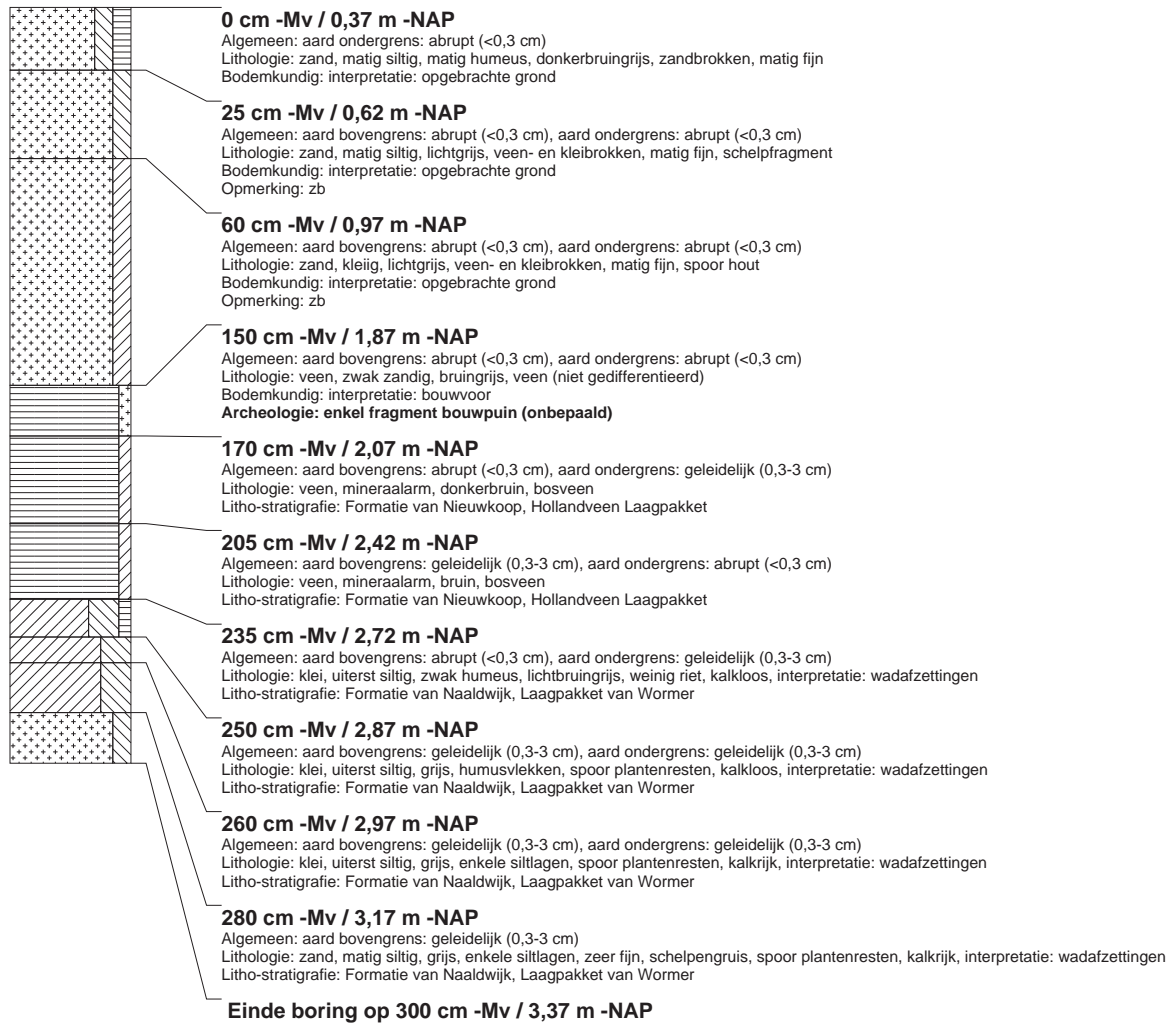 0 cm -Mv / 0,37 m -NAP
Algemeen: aard ondergrens: abrupt (<0,3 cm)
Lithologie: zand, matig siltig, matig humeus, donkerbruingrijs, zandbrokken, matig fijn
Bodemkundig: interpretatie: opgebrachte grond
25 cm -Mv / 0,62 m -NAP
Algemeen: aard bovengrens: abrupt (<0,3 cm), aard ondergrens: abrupt (<0,3 cm)
Lithologie: zand, matig siltig, lichtgrijs, veen- en kleibrokken, matig fijn, schelpfragment
Bodemkundig: interpretatie: opgebrachte grond
Opmerking: zb
60 cm -Mv / 0,97 m -NAP
Algemeen: aard bovengrens: abrupt (<0,3 cm), aard ondergrens: abrupt (<0,3 cm)
Lithologie: zand, kleiig, lichtgrijs, veen- en kleibrokken, matig fijn, spoor hout
Bodemkundig: interpretatie: opgebrachte grond
Opmerking: zb
150 cm -Mv / 1,87 m -NAP
Algemeen: aard bovengrens: abrupt (<0,3 cm), aard ondergrens: abrupt (<0,3 cm)
Lithologie: veen, zwak zandig, bruingrijs, veen (niet gedifferentieerd)
Bodemkundig: interpretatie: bouwvoor
Archeologie: enkel fragment bouwpuin (onbepaald)
170 cm -Mv / 2,07 m -NAP
Algemeen: aard bovengrens: abrupt (<0,3 cm), aard ondergrens: geleidelijk (0,3-3 cm)
Lithologie: veen, mineraalarm, donkerbruin, bosveen
Litho-stratigrafie: Formatie van Nieuwkoop, Hollandveen Laagpakket
205 cm -Mv / 2,42 m -NAP
Algemeen: aard bovengrens: geleidelijk (0,3-3 cm), aard ondergrens: abrupt (<0,3 cm)
Lithologie: veen, mineraalarm, bruin, bosveen
Litho-stratigrafie: Formatie van Nieuwkoop, Hollandveen Laagpakket
235 cm -Mv / 2,72 m -NAP
Algemeen: aard bovengrens: abrupt (<0,3 cm), aard ondergrens: geleidelijk (0,3-3 cm)
Lithologie: klei, uiterst siltig, zwak humeus, lichtbruingrijs, weinig riet, kalkloos, interpretatie: wadafzettingen
Litho-stratigrafie: Formatie van Naaldwijk, Laagpakket van Wormer
250 cm -Mv / 2,87 m -NAP
Algemeen: aard bovengrens: geleidelijk (0,3-3 cm), aard ondergrens: geleidelijk (0,3-3 cm)
Lithologie: klei, uiterst siltig, grijs, humusvlekken, spoor plantenresten, kalkloos, interpretatie: wadafzettingen
Litho-stratigrafie: Formatie van Naaldwijk, Laagpakket van Wormer
260 cm -Mv / 2,97 m -NAP
Algemeen: aard bovengrens: geleidelijk (0,3-3 cm), aard ondergrens: geleidelijk (0,3-3 cm)
Lithologie: klei, uiterst siltig, grijs, enkele siltlagen, spoor plantenresten, kalkrijk, interpretatie: wadafzettingen
Litho-stratigrafie: Formatie van Naaldwijk, Laagpakket van Wormer
280 cm -Mv / 3,17 m -NAP
Algemeen: aard bovengrens: geleidelijk (0,3-3 cm)
Lithologie: zand, matig siltig, grijs, enkele siltlagen, zeer fijn, schelpengruis, spoor plantenresten, kalkrijk, interpretatie: wadafzettingen
Litho-stratigrafie: Formatie van Naaldwijk, Laagpakket van Wormer
Einde boring op 300 cm -Mv / 3,37 m -NAP